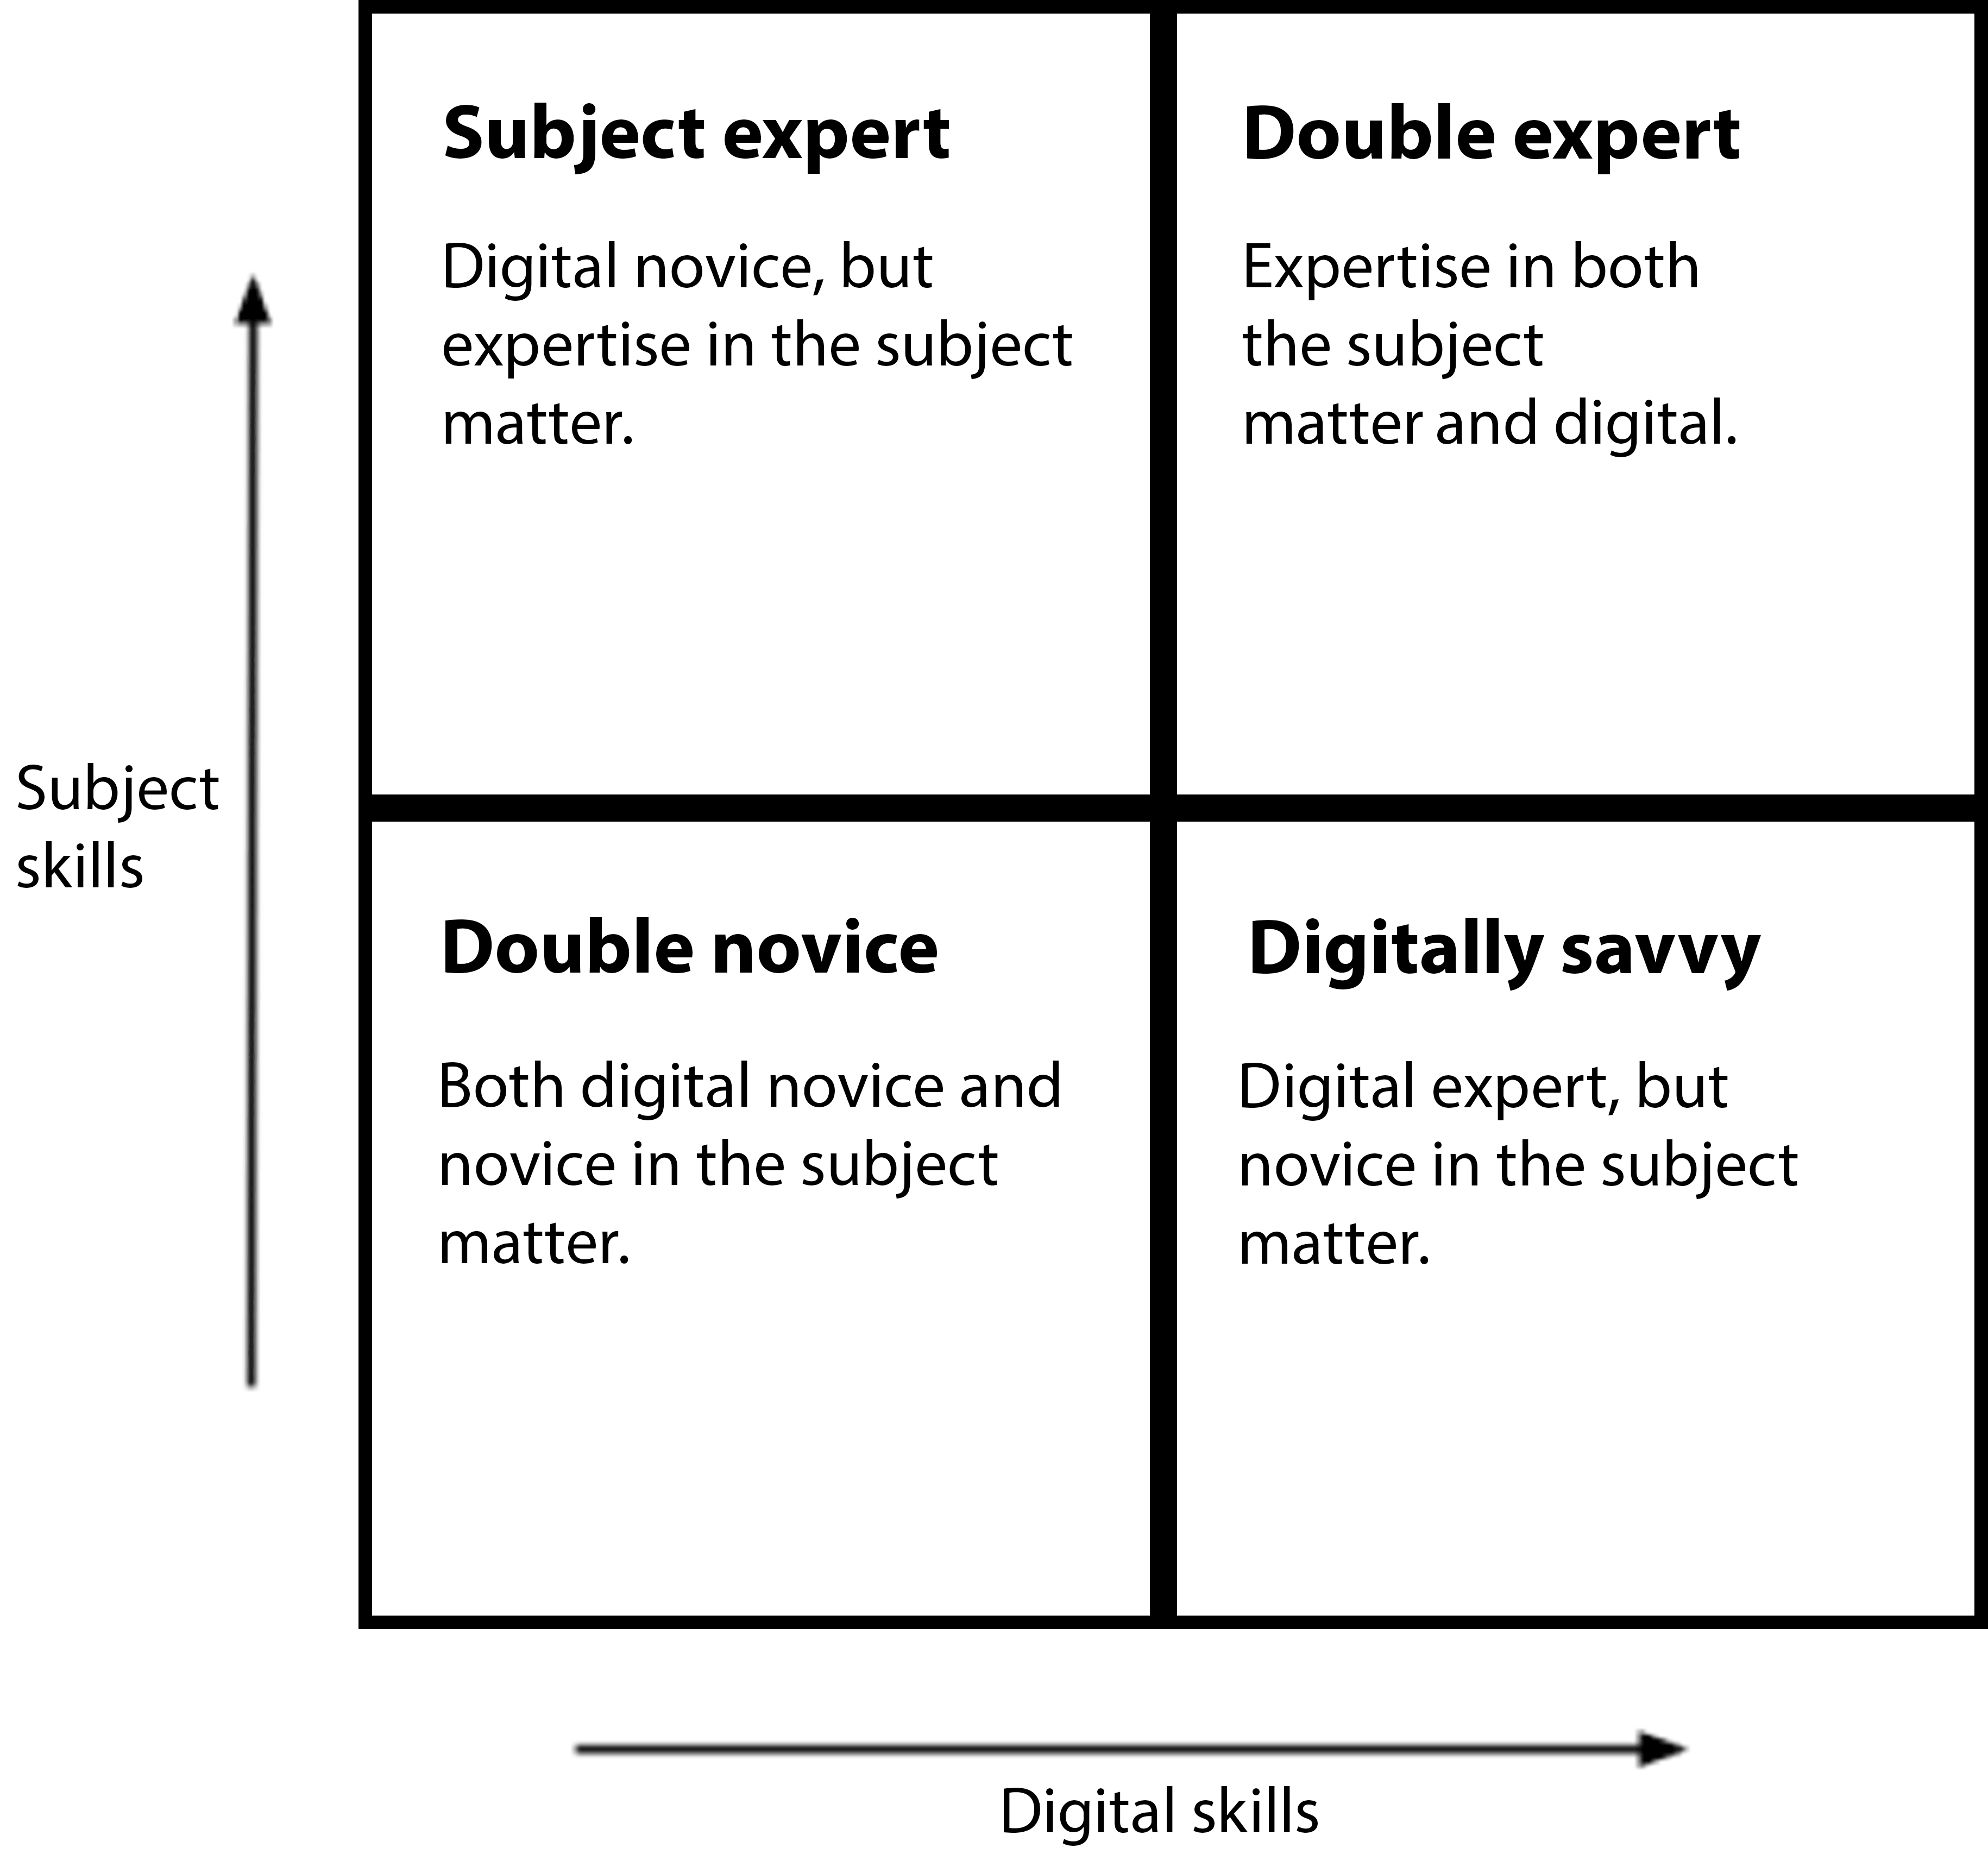 Subject expert
Digital novice, but
expertise in the subject
matter.
Double expert
Expertise in both
the subject
matter and digital.
Subject
skills
Double novice
Both digital novice and
novice in the subject
matter.
Digitally savvy
Digital expert, but
novice in the subject
matter.
Digital skills